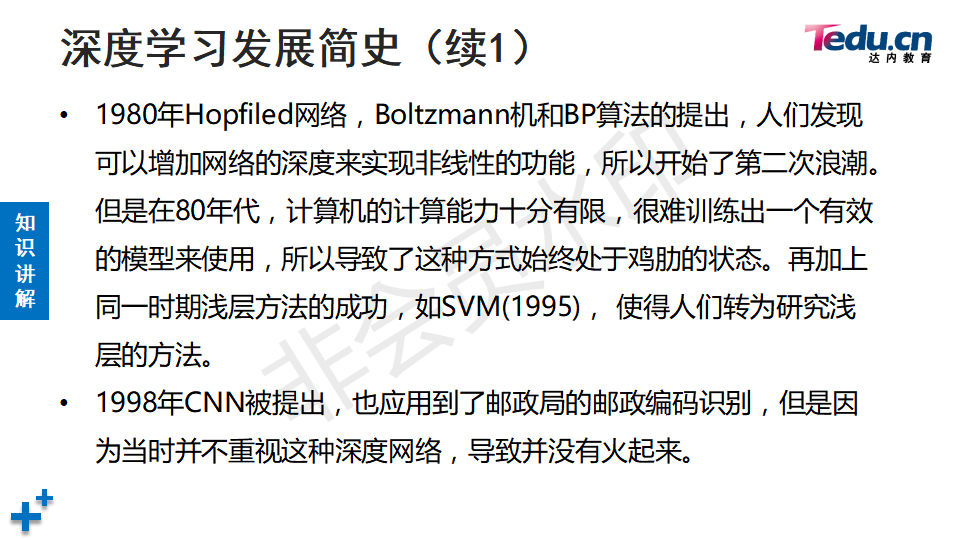 深度学习发展简史（续1）
Tedu.cn
达内教育
• 1980年Hopfiled网络，Boltzmann机和BP算法的提出，人们发现
可以增加网络的深度来实现非线性的功能，所以开始了第二次浪潮。
但是在80年代，计算机的计算能力十分有限，很难训练出一个有效
的模型来使用，所以导致了这种方式始终处于鸡肋的状态。再加上
同一时期浅层方法的成功，如SVM(1995)， 使得人们转为研究浅
层的方法。
• 1998年CNN被提出，也应用到了邮政局的邮政编码识别，但是因
为当时并不重视这种深度网络，导致并没有火起来。
知识讲解
非会员水印